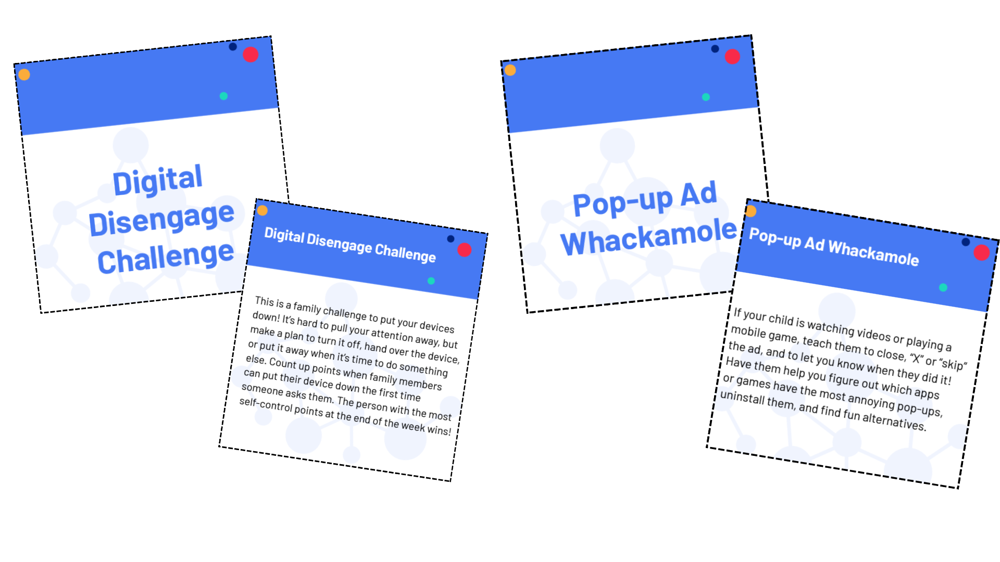 Digital
Disengage
Challenge
Digital Disengage Challenge
This is a family challenge to put your devices
down! It’s hard to pull your attention away, but
make a plan to turn it off, hand over the device,
or put it away when it’s time to do something
else. Count up points when family members
can put their device down the first time
someone asks them. The person with the most
self-control points at the end of the week wins!
Pop-up Ad
Whackamole
Pop-up Ad Whackamole
If your child is watching videos or playing a
mobile game, teach them to close, “X” or “skip”
the ad, and to let you know when they did it!
Have them help you figure out which apps
or games have the most annoying pop-ups,
uninstall them, and find fun alternatives.